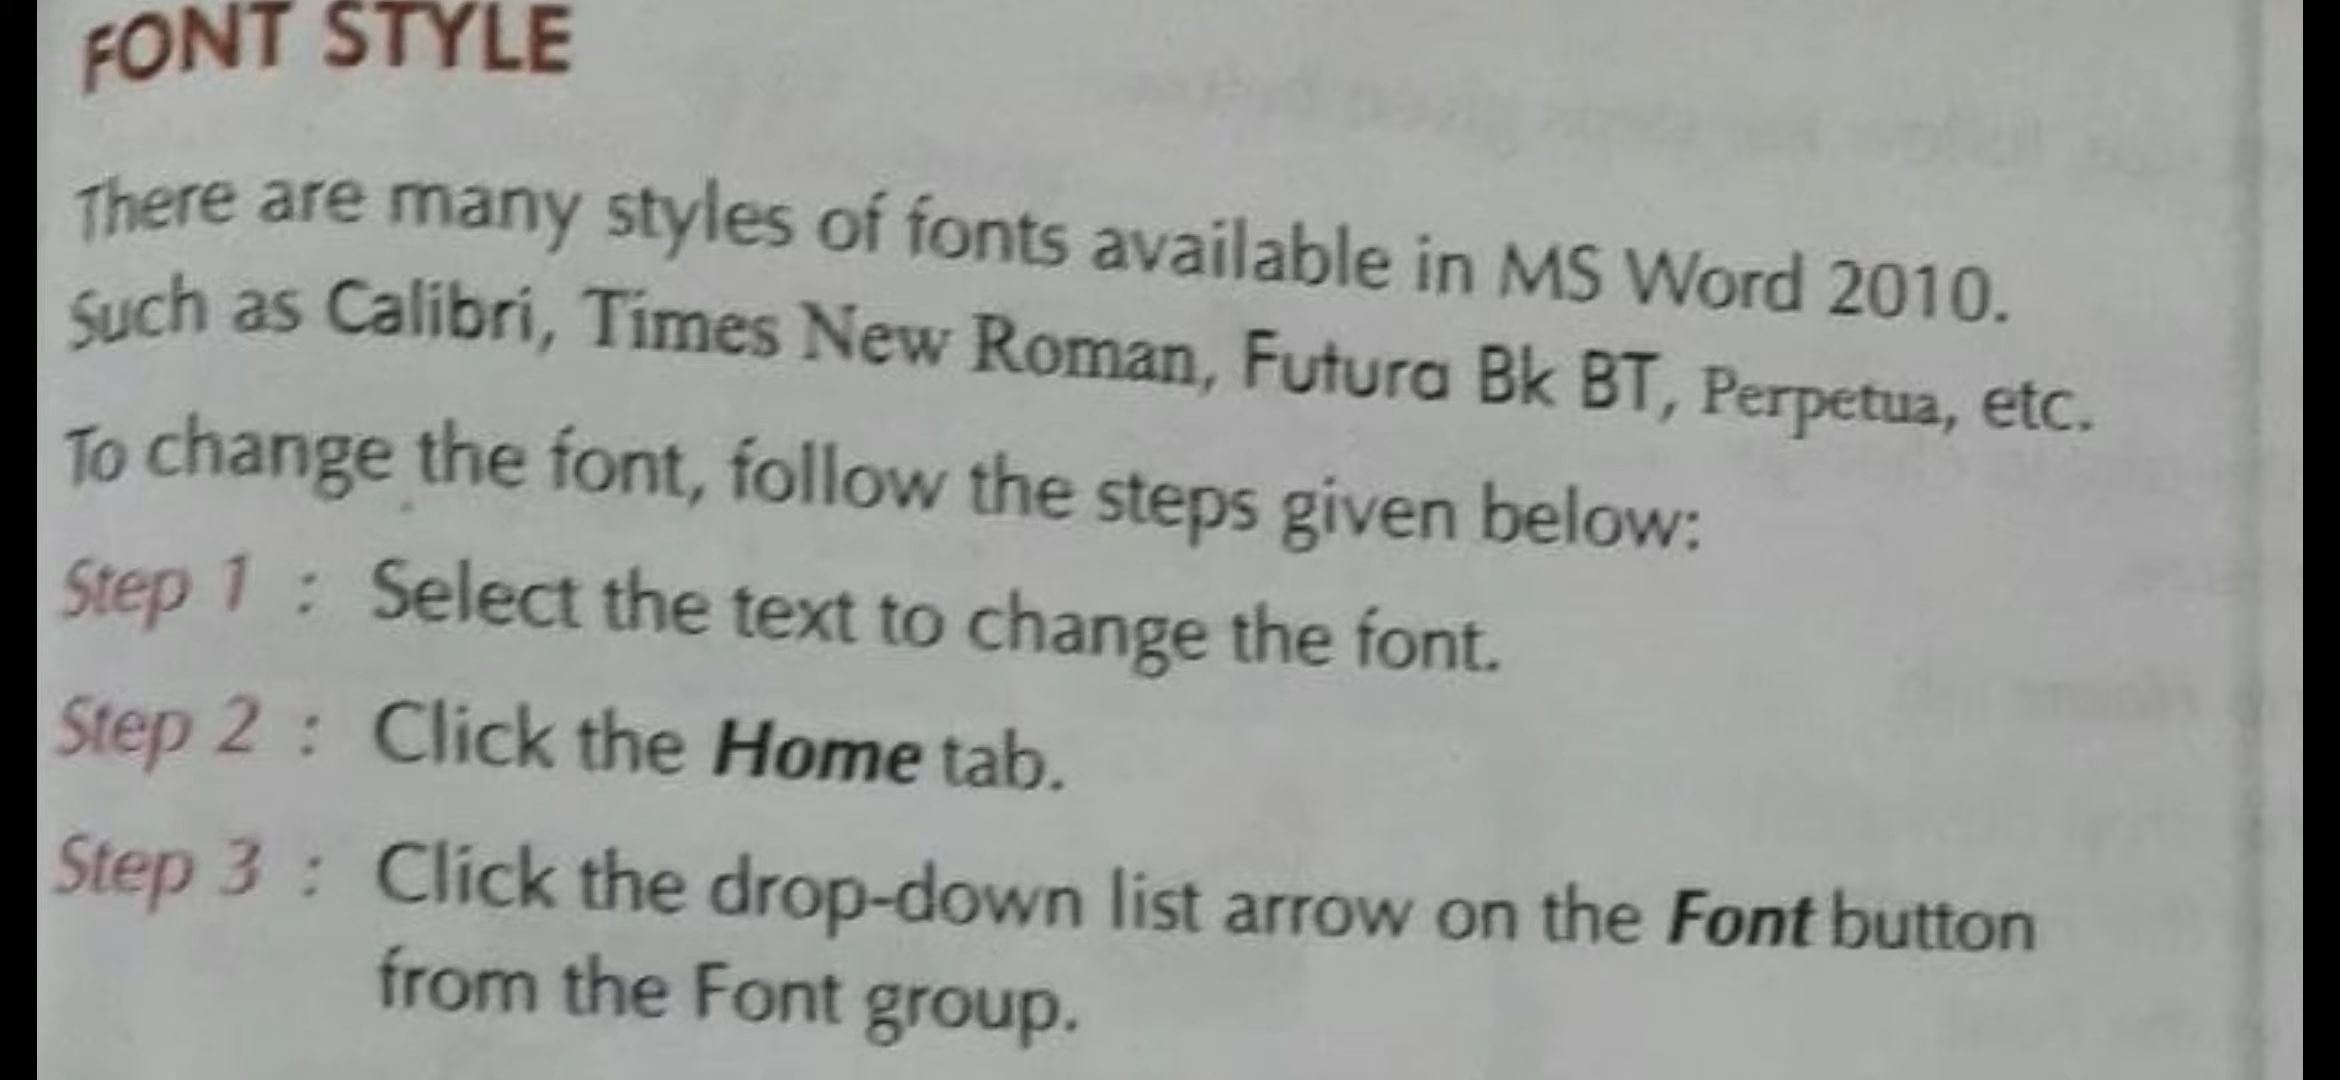 FONT STYLE
There are many styles of fonts available in MS Word 2010.
Such as Calibri, Times New Roman, Futura Bk BT, Perpetua, etc.
To change the font, follow the steps given below:
Step 1 : Select the text to change the font.
Step 2 : Click the Home tab.
Step 3 : Click the drop-down list arrow on the Font button
from the Font group.